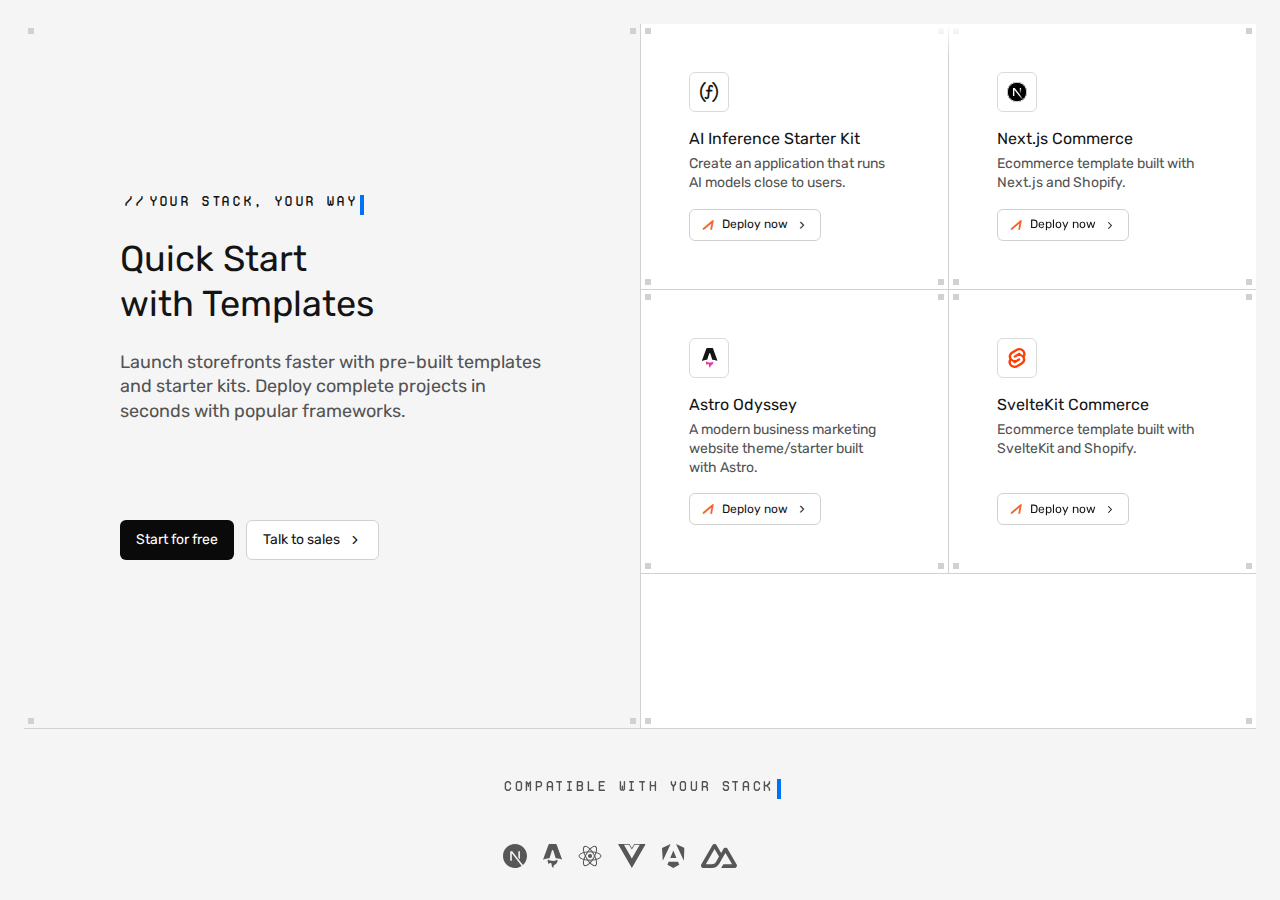 //YOUR STACK, YOUR WAY
Quick Start
with Templates
Launch storefronts faster with pre-built templates
and starter kits. Deploy complete projects in
seconds with popular frameworks.
Start for free
Talk to sales
AI Inference Starter Kit
Create an application that runs
AI models close to users.
Deploy now
Next.js Commerce
Ecommerce template built with
Next.js and Shopify.
Deploy now
Astro Odyssey
A modern business marketing
website theme/starter built
with Astro.
Deploy now
SvelteKit Commerce
Ecommerce template built with
SvelteKit and Shopify.
Deploy now
COMPATIBLE WITH YOUR STACK